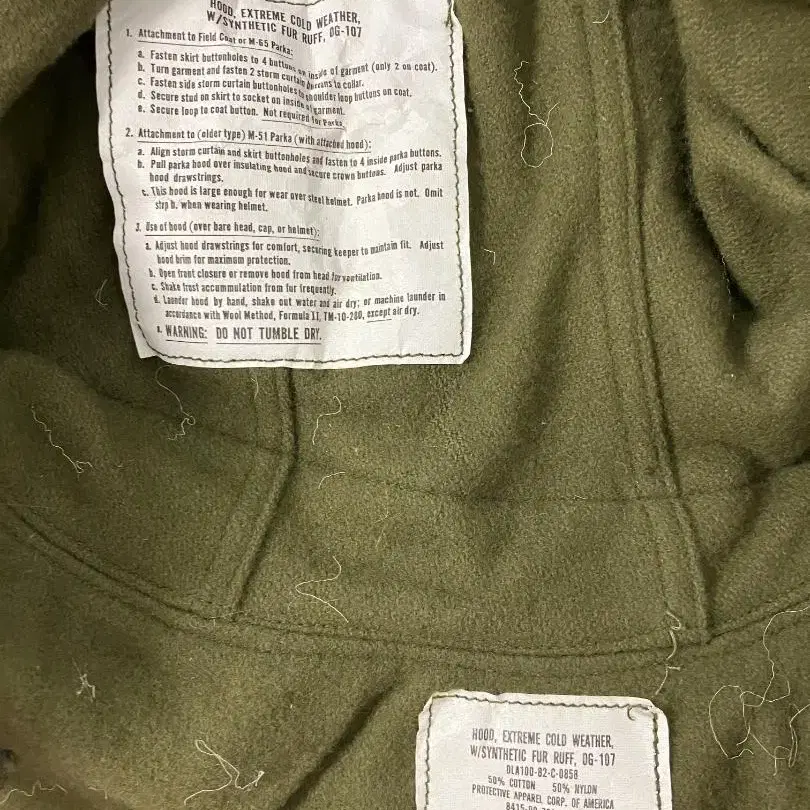 HOOD, EXTREME COLD WEATHER,
W/SYNTHETIC FUR RUFF, OG-107
1. Attachment to Field Coat or M-65 Parka:
a. Fasten skirt buttonholes to 4 buttons on inside of garment (only 2 on coat).
b. Turn garment and fasten 2 storm curtain buttons to collar.
c. Fasten side storm curtain buttonholes to shoulder loop buttons on coat.
d. Secure stud on skirt to socket on inside of garment.
e. Secure loop to coat button. Not required for Parka.
2. Attachment to (older type) M-51 Parka (with attached hood):
a. Align storm curtain and skirt buttonholes and fasten to 4 inside parka buttons.
b. Pull parka hood over insulating hood and secure crown buttons. Adjust parka
hood drawstrings.
c. This hood is large enough for wear over steel helmet. Parka hood is not. Omit
step b. when wearing helmet.
3. Use of hood (over bare head, cap, or helmet):
a. Adjust hood drawstrings for comfort, securing keeper to maintain fit. Adjust
hood brim for maximum protection.
b. Open front closure or remove hood from head for ventilation.
c. Shake frost accummulation from fur frequently.
d. Launder hood by hand, shake out water and air dry; or machine launder in
accordance with Wool Method, Formula II, TM-10-280, except air dry.
e. WARNING: DO NOT TUMBLE DRY.
HOOD, EXTREME COLD WEATHER,
W/SYNTHETIC FUR RUFF, OG-107
DLA100-82-C-0858
50% COTTON 50% NYLON
PROTECTIVE APPAREL CORP. OF AMERICA
8415-00-